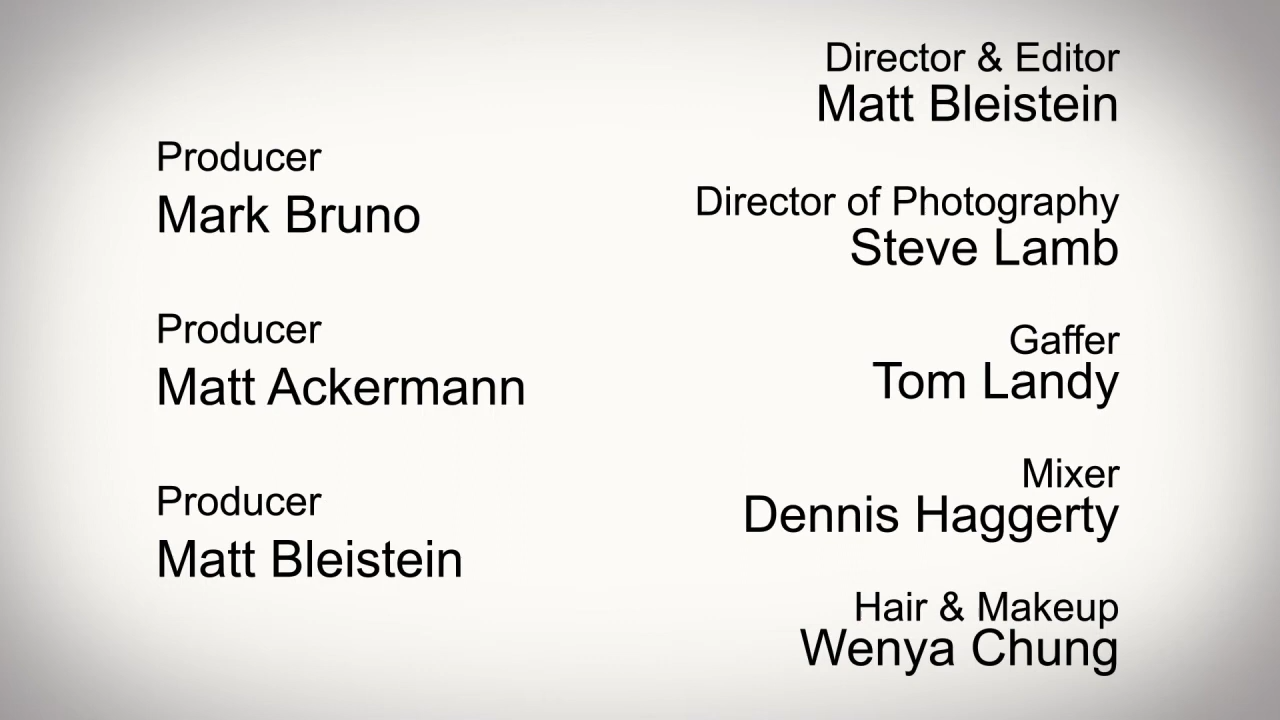 Producer
Mark Bruno
Producer
Matt Ackermann
Producer
Matt Bleistein
Director & Editor
Matt Bleistein
Director of Photography
Steve Lamb
Gaffer
Tom Landy
Mixer
Dennis Haggerty
Hair & Makeup
Wenya Chung